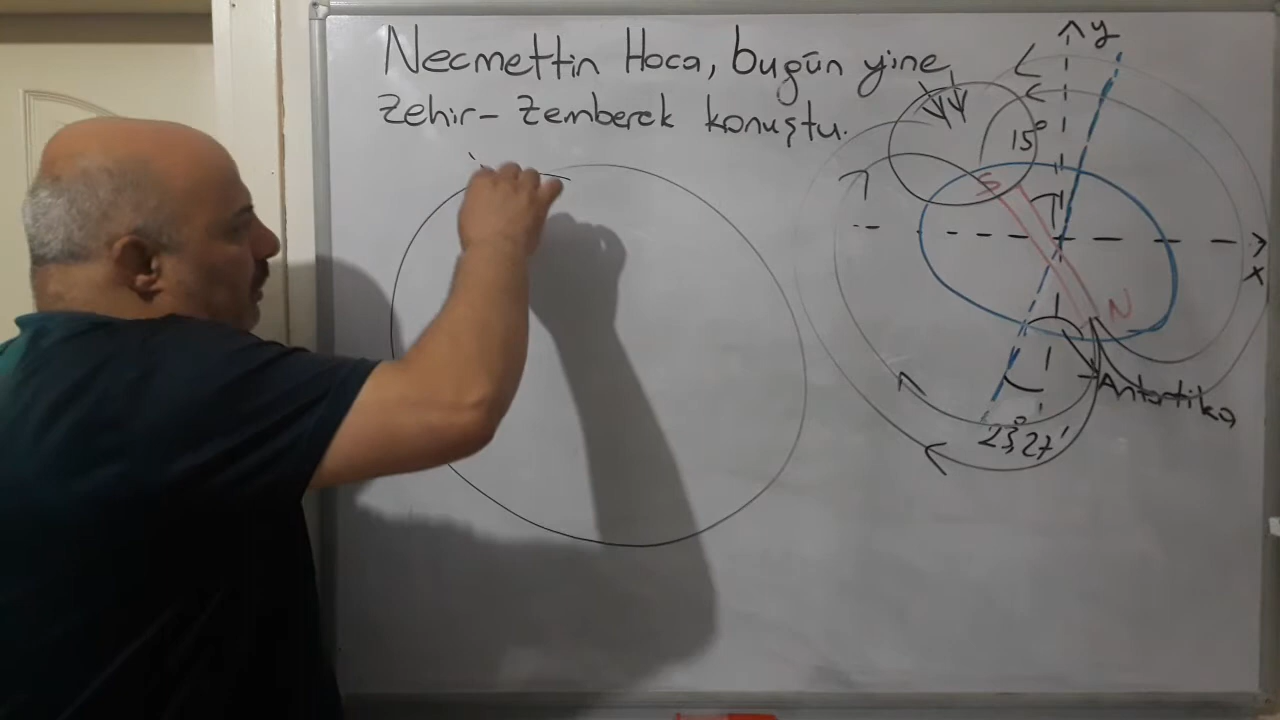 Necmettin Hoca, bugün yine
Zehir-Zemberek konuştu.
y
15°
S
x
N
Antartika
23°,27'